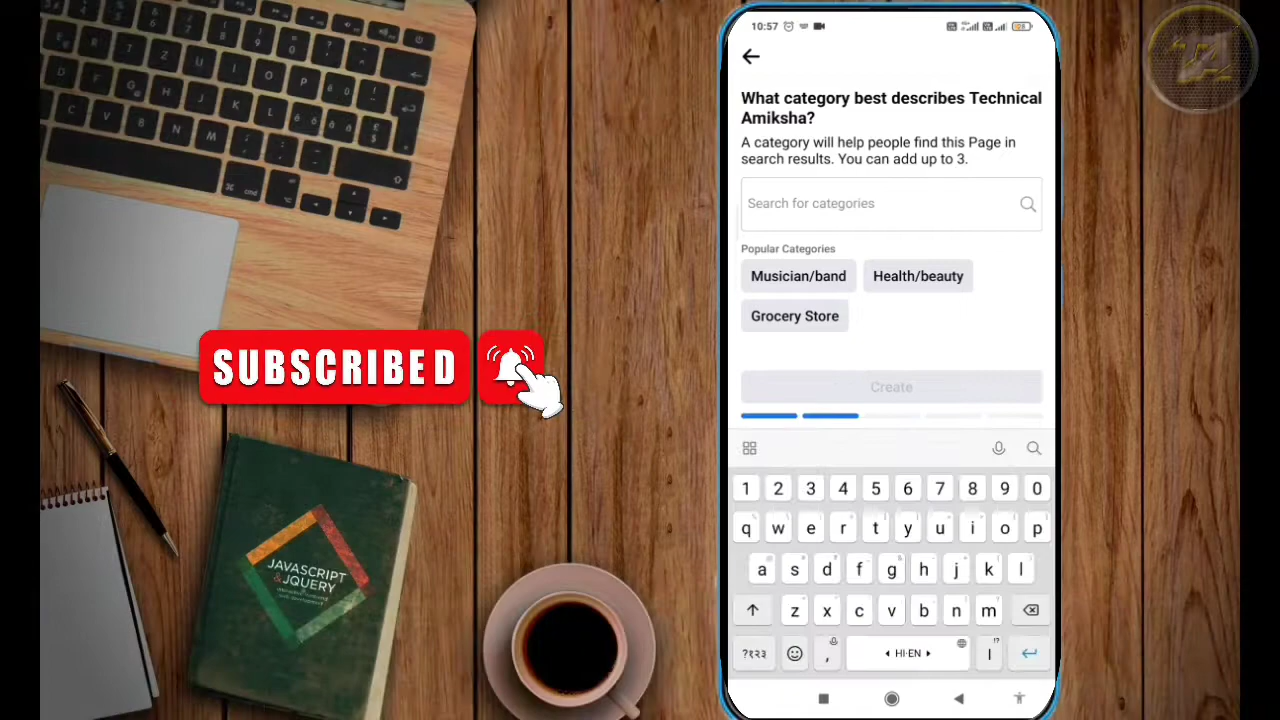 10:57
What category best describes Technical
Amiksha?
A category will help people find this Page in
search results. You can add up to 3.
Search for categories
Popular Categories
Musician/band Health/beauty
Grocery Store
Create
1 2 3 4 5 6 7 8 9 0
q w e r t y u i o p
a s d f g h j k l
z x c v b n m
?१२३ , HI·EN ।
SUBSCRIBED
JAVASCRIPT
& JQUERY